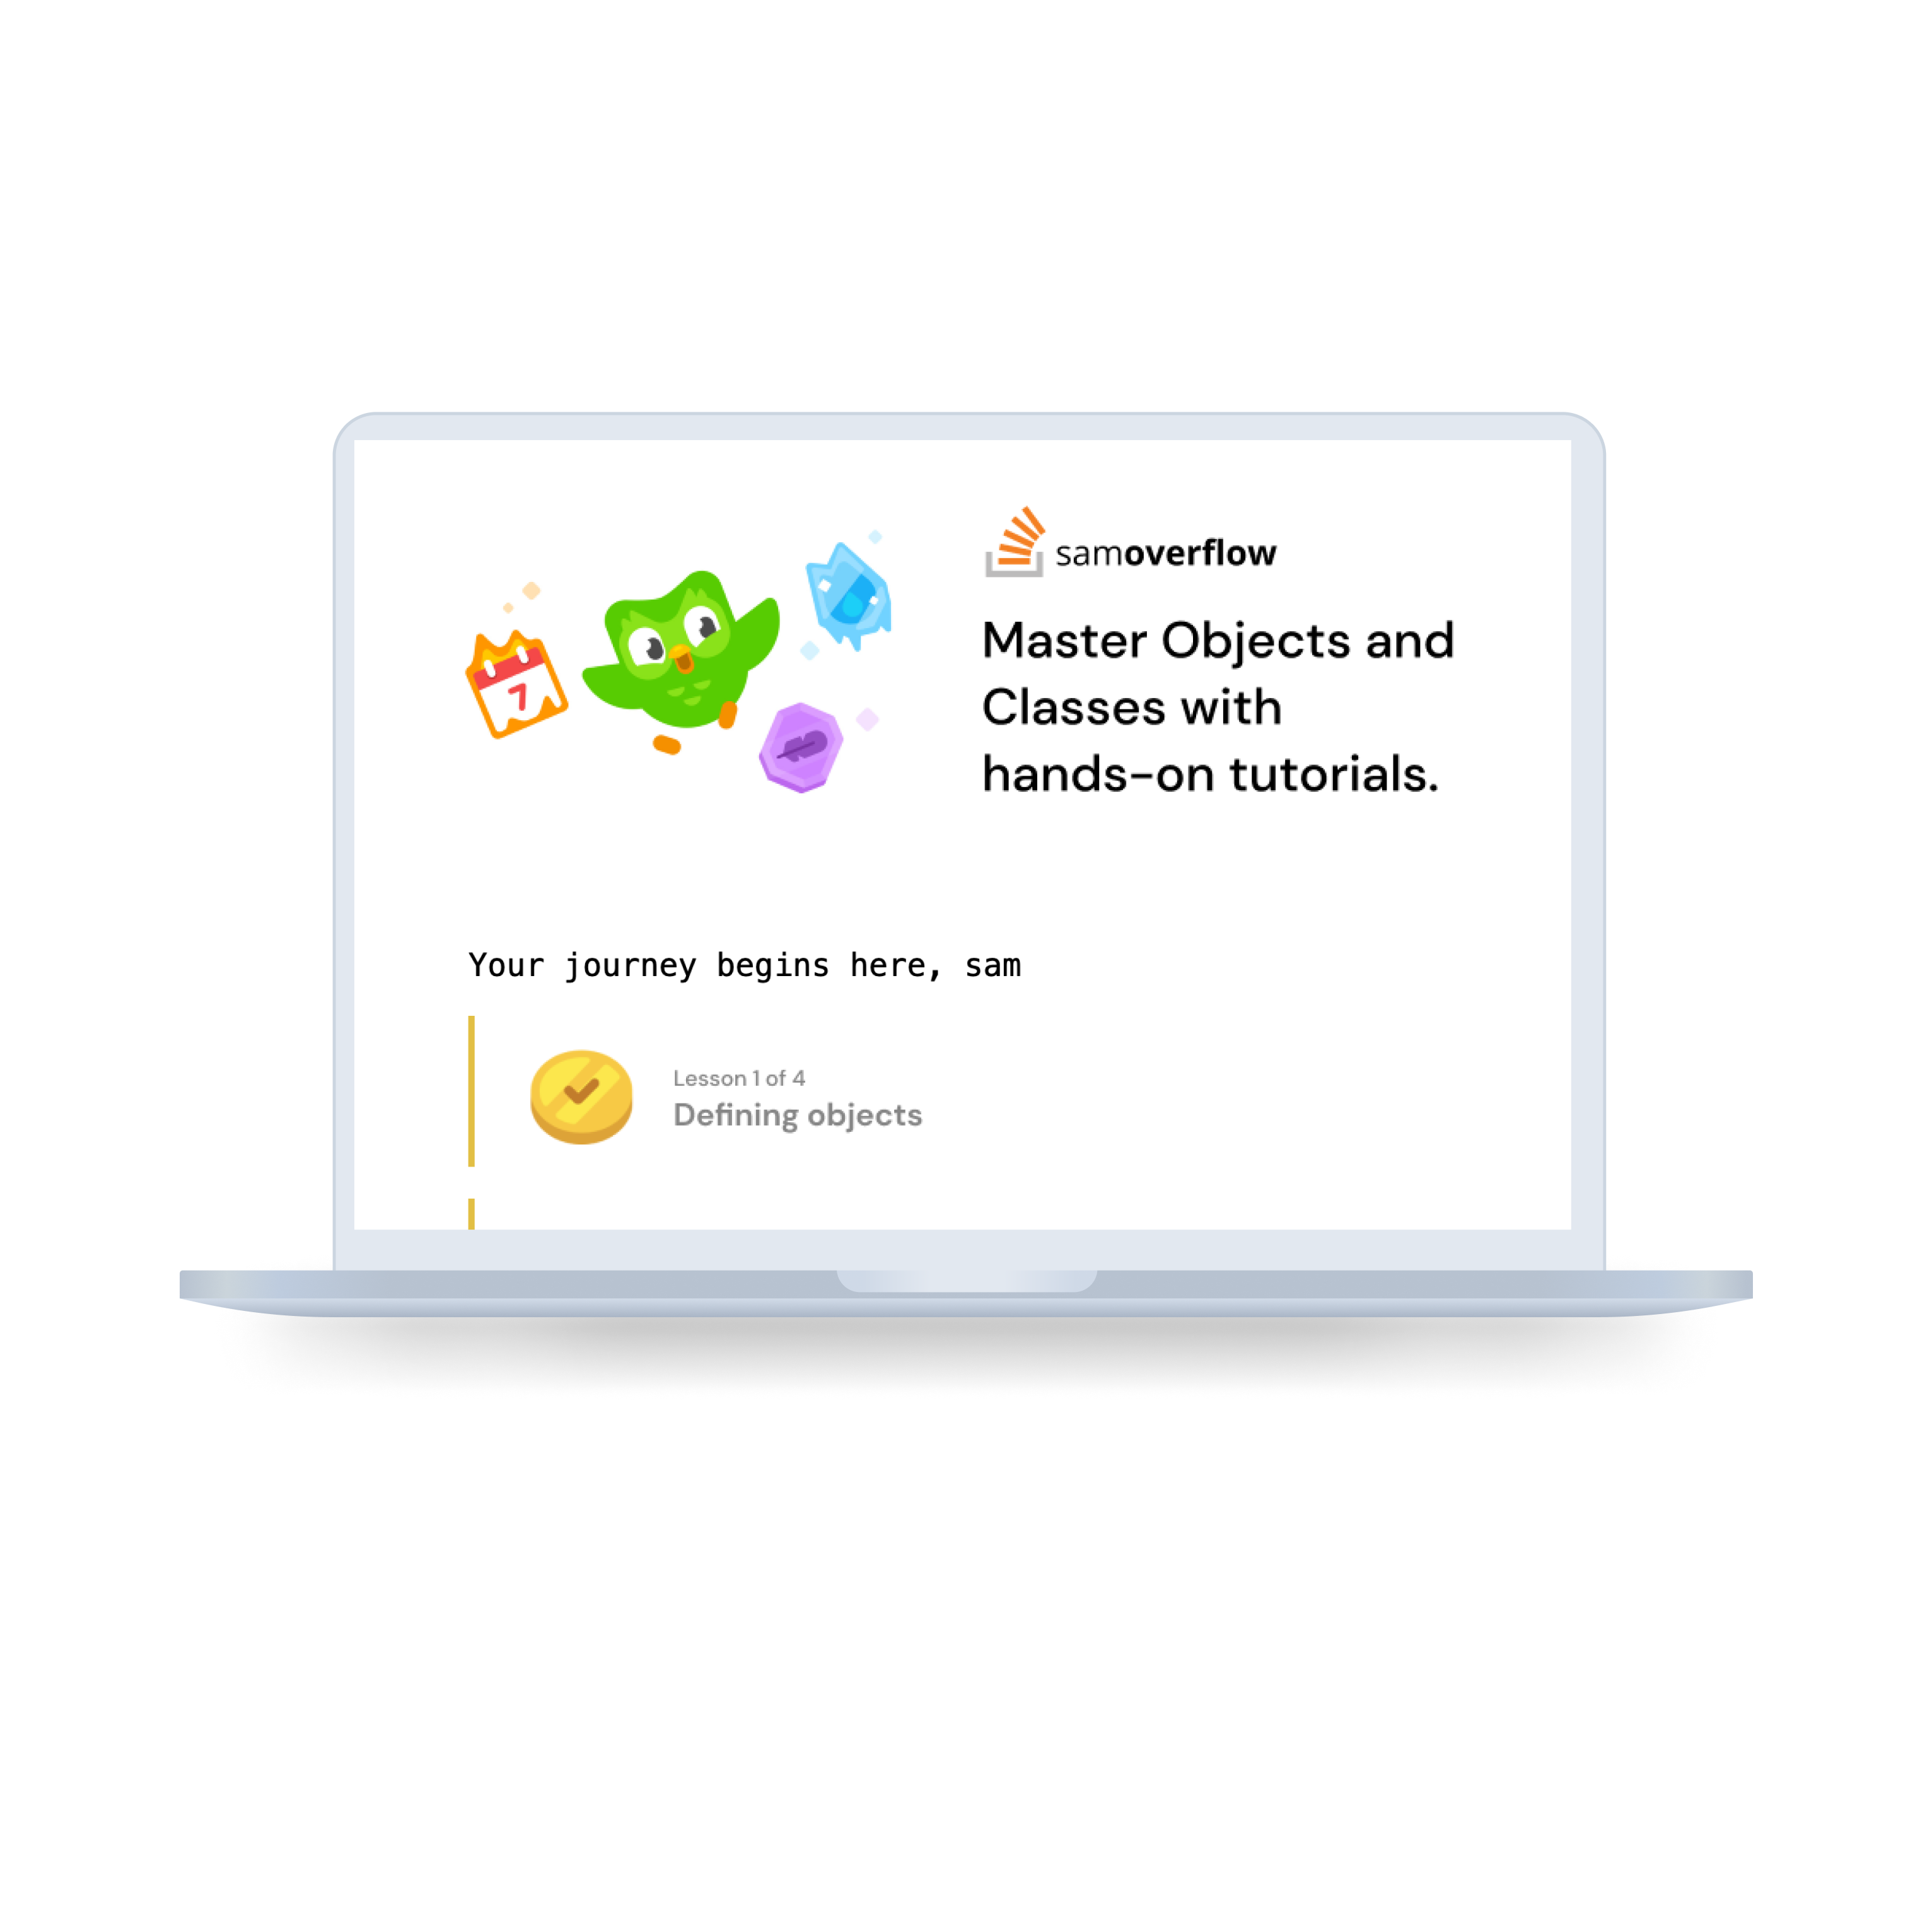 7
samoverflow
Master Objects and
Classes with
hands-on tutorials.
Your journey begins here, sam
Lesson 1 of 4
Defining objects